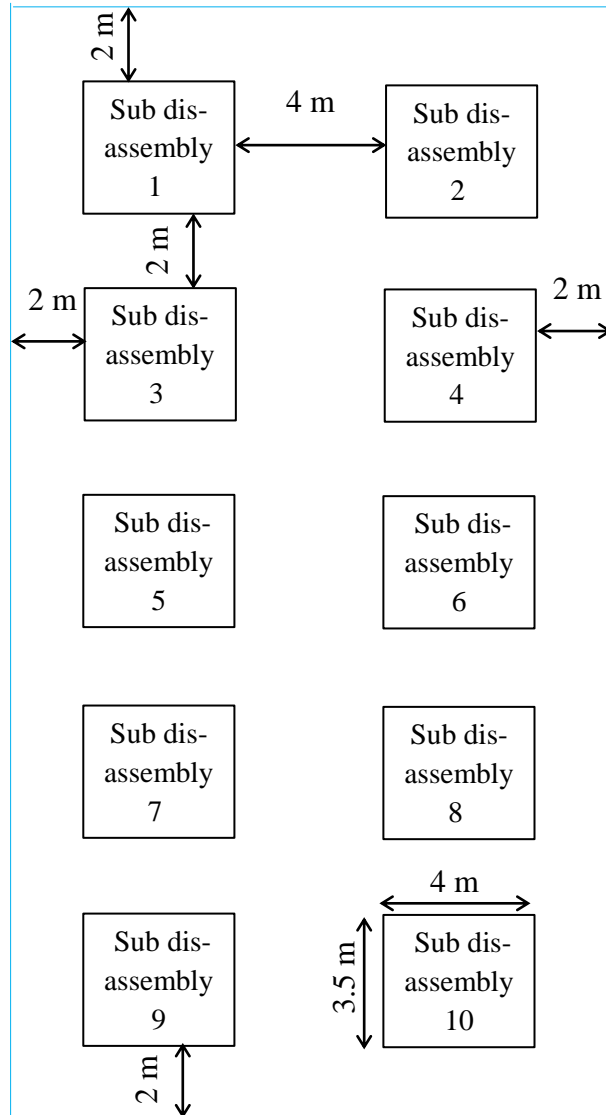 2 m
Sub dis-
assembly
1
4 m
Sub dis-
assembly
2
2 m
2 m
Sub dis-
assembly
3
Sub dis-
assembly
4
2 m
Sub dis-
assembly
5
Sub dis-
assembly
6
Sub dis-
assembly
7
Sub dis-
assembly
8
Sub dis-
assembly
9
4 m
3.5 m
Sub dis-
assembly
10
2 m